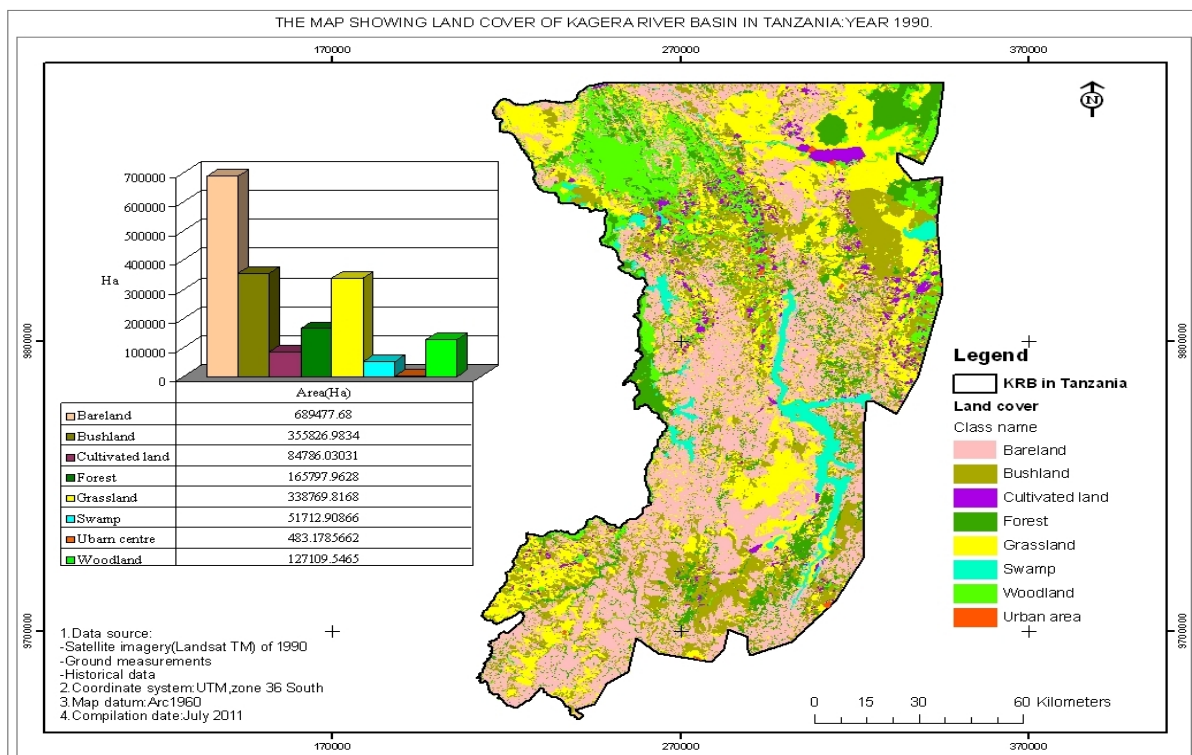 THE MAP SHOWING LAND COVER OF KAGERA RIVER BASIN IN TANZANIA:YEAR 1990.
170000 270000 370000
N
700000
600000
500000
400000
Ha
300000
200000
100000
0
Area(Ha)
Bareland 689477.68
Bushland 355826.9834
Cultivated land 84786.03031
Forest 165797.9628
Grassland 338769.8168
Swamp 51712.90866
Ubarn centre 483.1785662
Woodland 127109.5465
9800000
9700000
1.Data source:
-Satellite imagery(Landsat TM) of 1990
-Ground measurements
-Historical data
2.Coordinate system:UTM,zone 36 South
3.Map datum:Arc1960
4.Compilation date:July 2011
Legend
KRB in Tanzania
Land cover
Class name
Bareland
Bushland
Cultivated land
Forest
Grassland
Swamp
Woodland
Urban area
0 15 30 60 Kilometers
9800000
9700000
170000 270000 370000